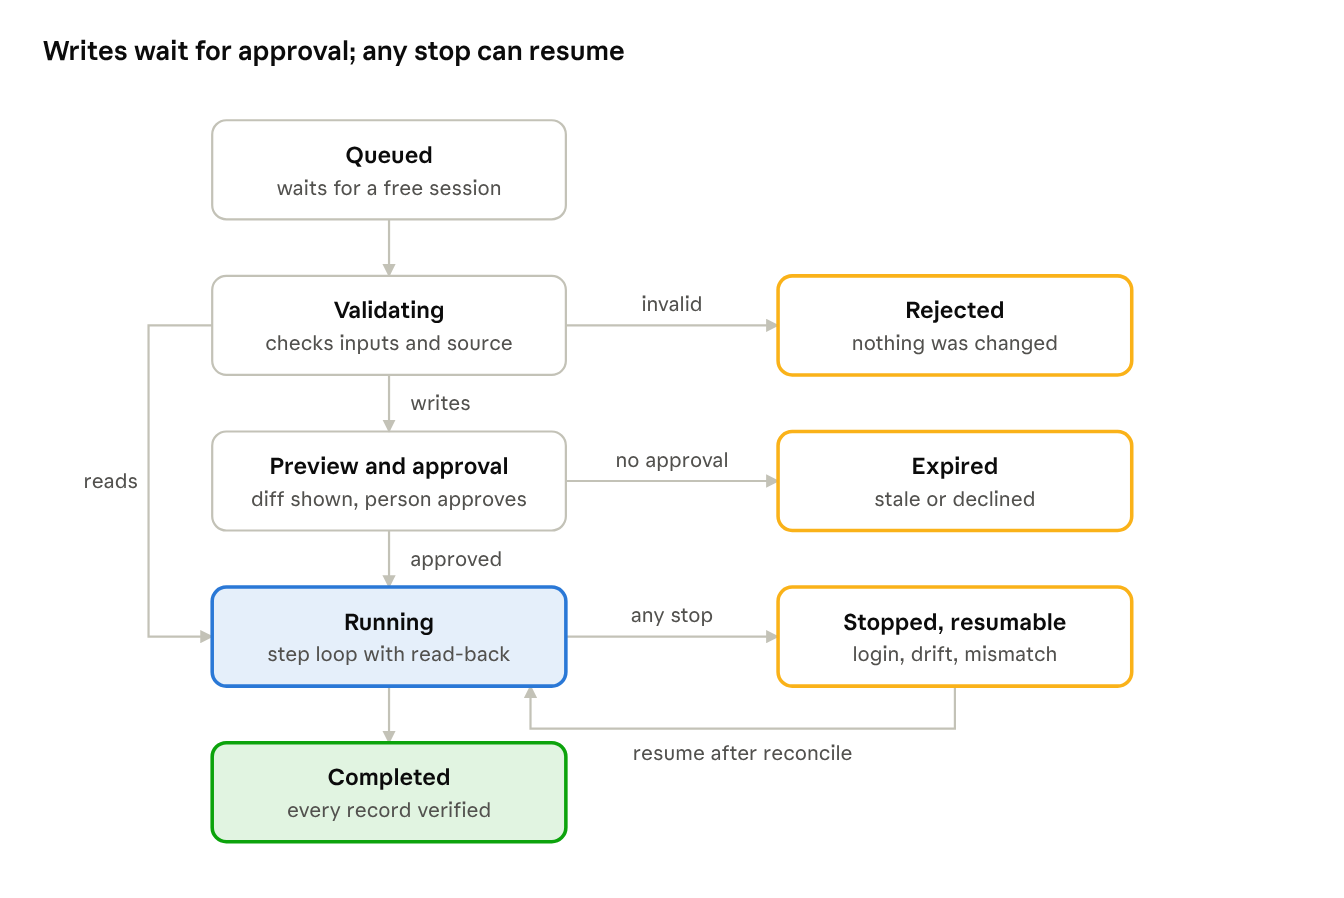 Writes wait for approval; any stop can resume
Queued
waits for a free session
Validating
checks inputs and source
invalid
Rejected
nothing was changed
writes
reads
Preview and approval
diff shown, person approves
no approval
Expired
stale or declined
approved
Running
step loop with read-back
any stop
Stopped, resumable
login, drift, mismatch
resume after reconcile
Completed
every record verified